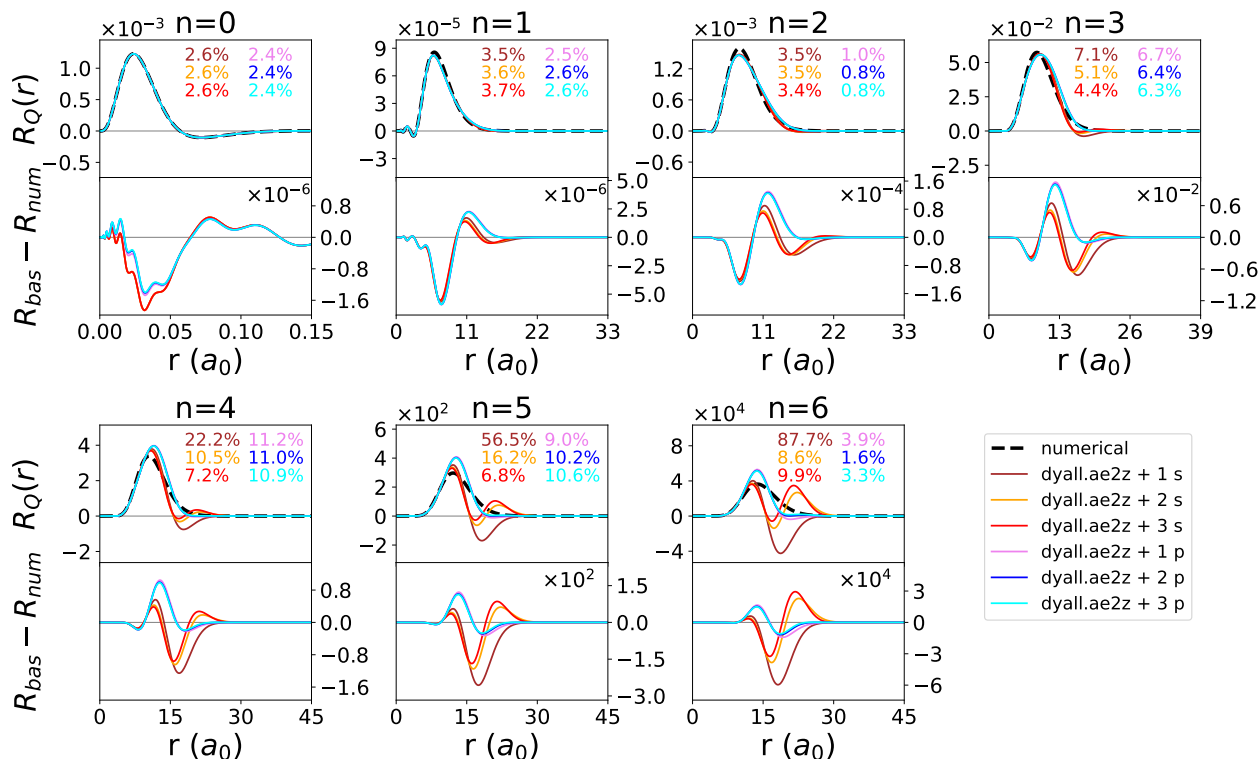 ×10⁻³ n=0
R_Q(r)
1.0
0.5
0.0
−0.5
2.6% 2.4%
2.6% 2.4%
2.6% 2.4%
R_bas − R_num
×10⁻⁶
0.8
0.0
−0.8
−1.6
0.00 0.05 0.10 0.15
r (a₀)
×10⁻⁵ n=1
9
6
3
0
−3
3.5% 2.5%
3.6% 2.6%
3.7% 2.6%
×10⁻⁶
5.0
2.5
0.0
−2.5
−5.0
0 11 22 33
r (a₀)
×10⁻³ n=2
1.2
0.6
0.0
−0.6
3.5% 1.0%
3.5% 0.8%
3.4% 0.8%
×10⁻⁴
1.6
0.8
0.0
−0.8
−1.6
0 11 22 33
r (a₀)
×10⁻² n=3
5.0
2.5
0.0
−2.5
7.1% 6.7%
5.1% 6.4%
4.4% 6.3%
×10⁻²
0.6
0.0
−0.6
−1.2
0 13 26 39
r (a₀)
n=4
R_Q(r)
4
2
0
−2
22.2% 11.2%
10.5% 11.0%
7.2% 10.9%
R_bas − R_num
0.8
0.0
−0.8
−1.6
0 15 30 45
r (a₀)
×10² n=5
6
4
2
0
−2
56.5% 9.0%
16.2% 10.2%
6.8% 10.6%
×10²
1.5
0.0
−1.5
−3.0
0 15 30 45
r (a₀)
×10⁴ n=6
8
4
0
−4
87.7% 3.9%
8.6% 1.6%
9.9% 3.3%
×10⁴
3
0
−3
−6
0 15 30 45
r (a₀)
numerical
dyall.ae2z + 1 s
dyall.ae2z + 2 s
dyall.ae2z + 3 s
dyall.ae2z + 1 p
dyall.ae2z + 2 p
dyall.ae2z + 3 p